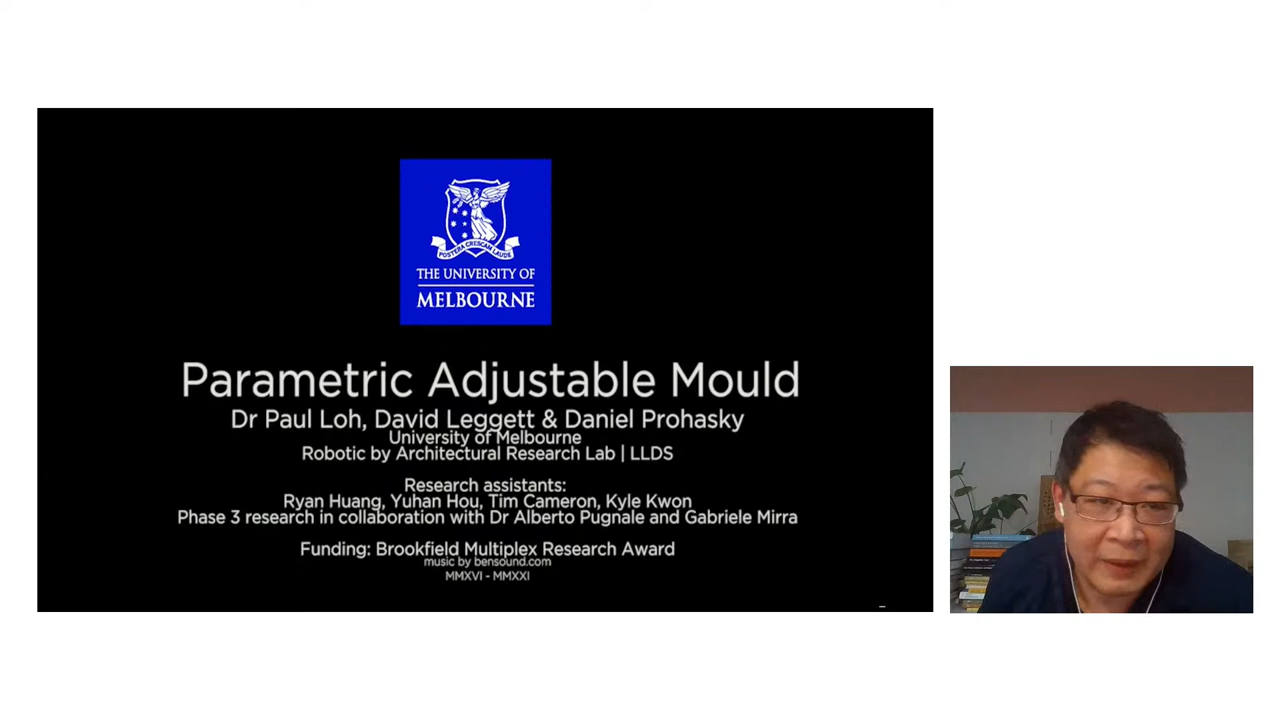 POSTERA CRESCAM LAUDE
THE UNIVERSITY OF
MELBOURNE
Parametric Adjustable Mould
Dr Paul Loh, David Leggett & Daniel Prohasky
University of Melbourne
Robotic by Architectural Research Lab | LLDS
Research assistants:
Ryan Huang, Yuhan Hou, Tim Cameron, Kyle Kwon
Phase 3 research in collaboration with Dr Alberto Pugnale and Gabriele Mirra
Funding: Brookfield Multiplex Research Award
music by bensound.com
MMXVI - MMXXI